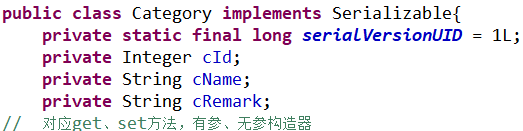 public class Category implements Serializable{
    private static final long serialVersionUID = 1L;
    private Integer cId;
    private String cName;
    private String cRemark;
//  对应get、set方法，有参、无参构造器